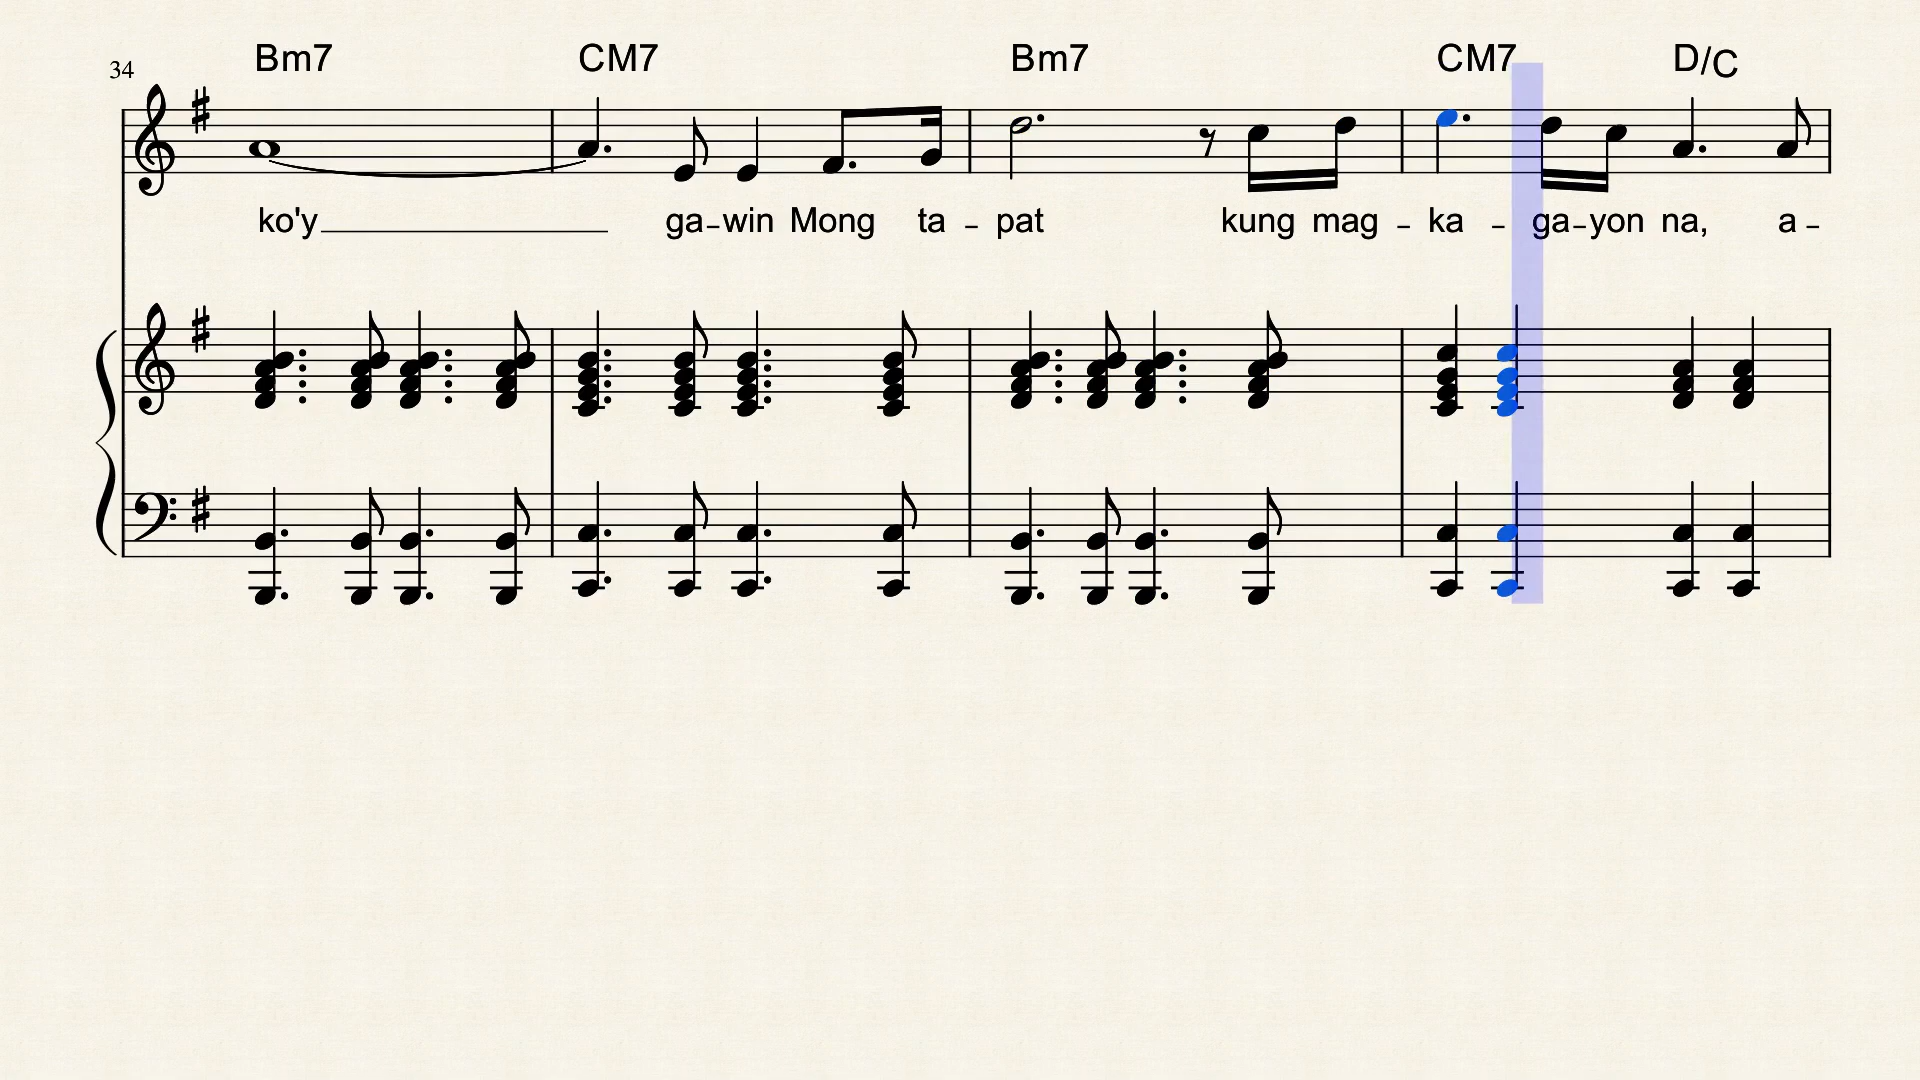 Bm7 CM7 Bm7 CM7 D/C
34
ko'y ga-win Mong ta - pat kung mag - ka - ga-yon na, a -